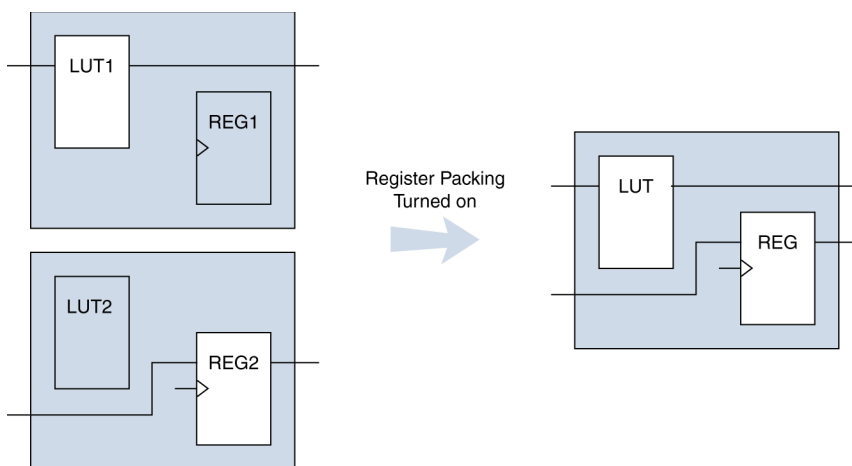 LUT1
REG1
LUT2
REG2
Register Packing
Turned on
LUT
REG